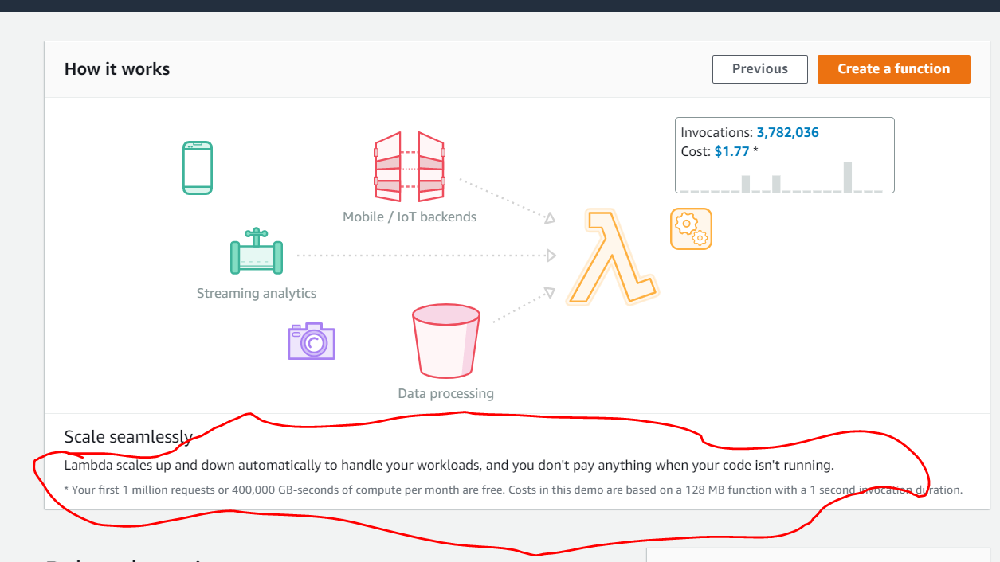 How it works
Previous
Create a function
Invocations: 3,782,036
Cost: $1.77 *
Mobile / IoT backends
Streaming analytics
Data processing
Scale seamlessly
Lambda scales up and down automatically to handle your workloads, and you don't pay anything when your code isn't running.
* Your first 1 million requests or 400,000 GB-seconds of compute per month are free. Costs in this demo are based on a 128 MB function with a 1 second invocation duration.